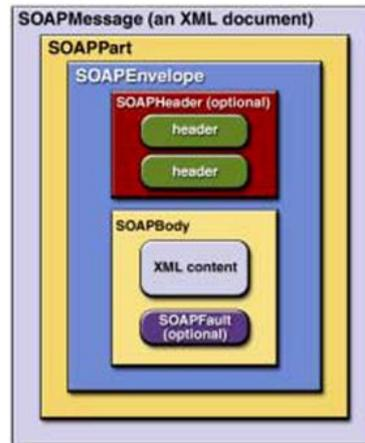 SOAPMessage (an XML document)
SOAPPart
SOAPEnvelope
SOAPHeader (optional)
header
header
SOAPBody
XML content
SOAPFault
(optional)